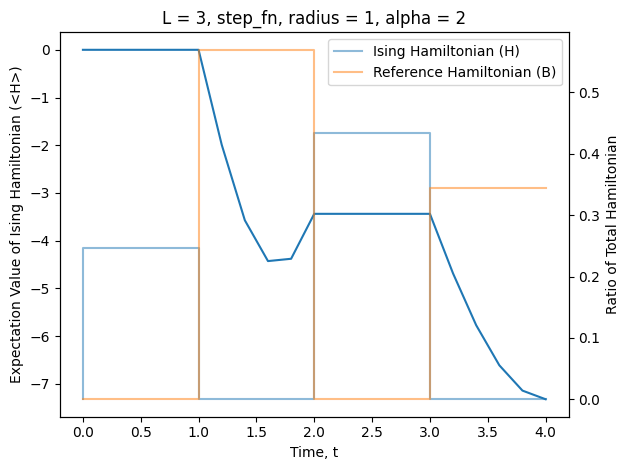 L = 3, step_fn, radius = 1, alpha = 2
Ising Hamiltonian (H)
Reference Hamiltonian (B)
Expectation Value of Ising Hamiltonian (<H>)
0
−1
−2
−3
−4
−5
−6
−7
0.5
0.4
0.3
0.2
0.1
0.0
Ratio of Total Hamiltonian
0.0 0.5 1.0 1.5 2.0 2.5 3.0 3.5 4.0
Time, t